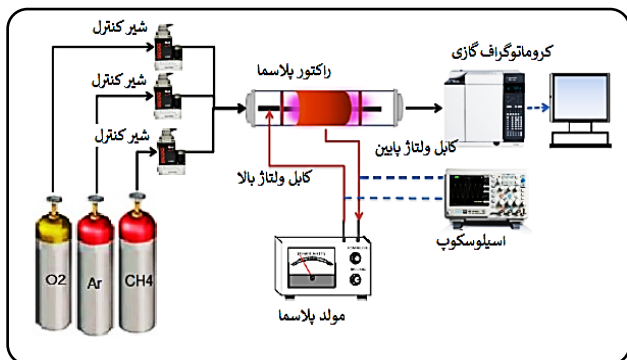 شیر کنترل
کروماتوگراف گازی
راکتور پلاسما
شیر کنترل
شیر کنترل
کابل ولتاژ پایین
کابل ولتاژ بالا
اسیلوسکوپ
O2
Ar
CH4
مولد پلاسما